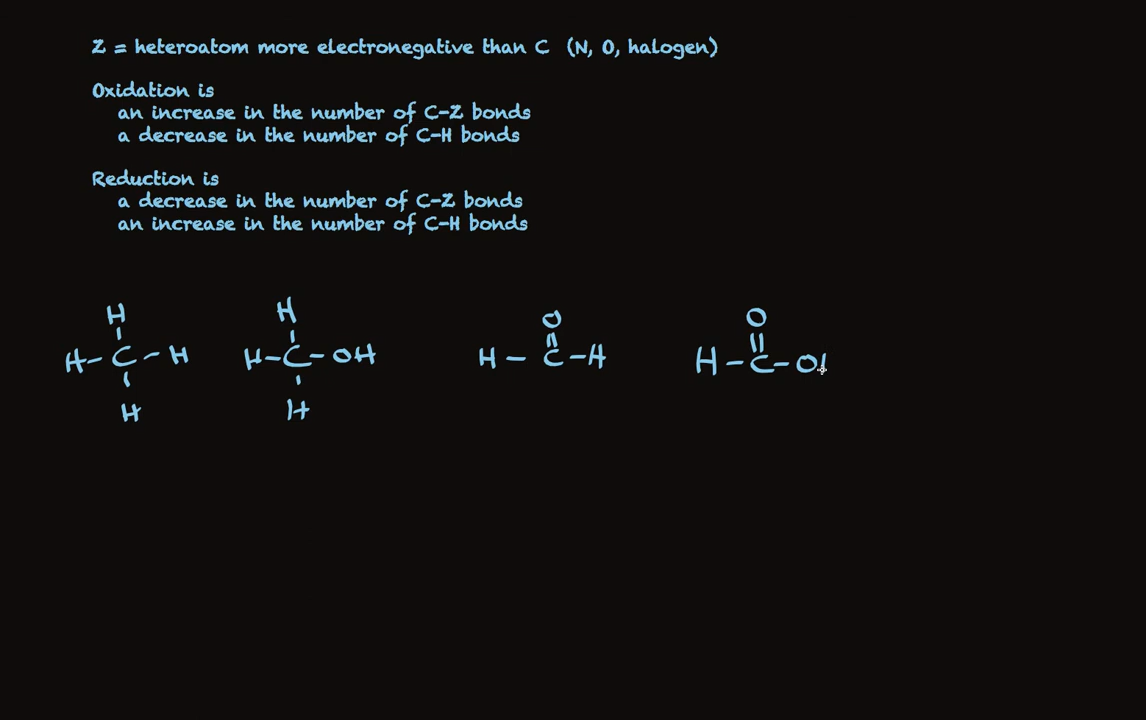 Z = heteroatom more electronegative than C (N, O, halogen)
Oxidation is
an increase in the number of C-Z bonds
a decrease in the number of C-H bonds
Reduction is
a decrease in the number of C-Z bonds
an increase in the number of C-H bonds
H H O O
H-C-H H-C-OH H-C-H H-C-O
H H